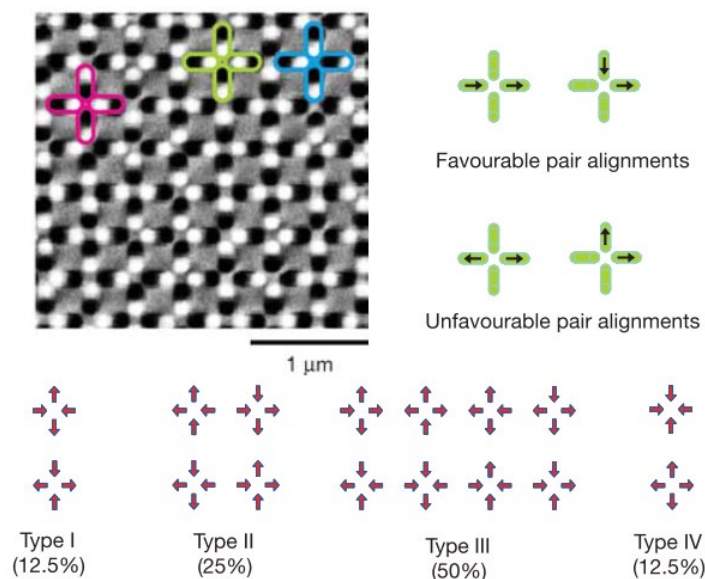 Favourable pair alignments
Unfavourable pair alignments
1 μm
Type I
(12.5%)
Type II
(25%)
Type III
(50%)
Type IV
(12.5%)